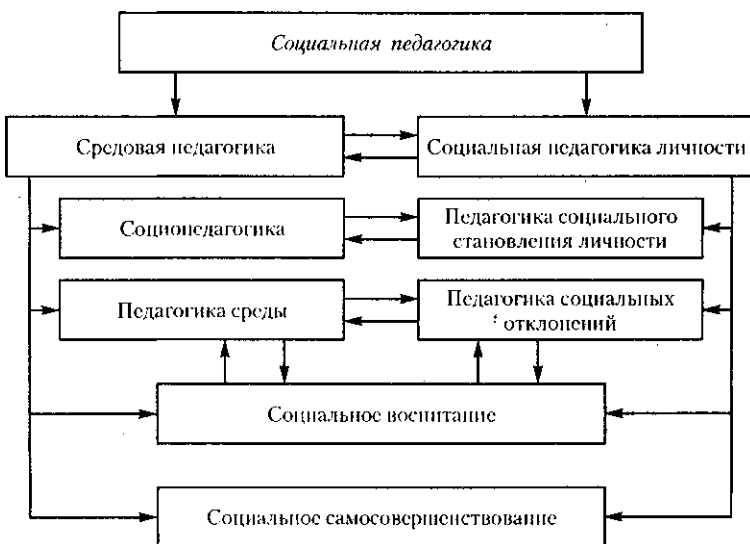 Социальная педагогика
Средовая педагогика
Социальная педагогика личности
Социопедагогика
Педагогика социального
становления личности
Педагогика среды
Педагогика социальных
отклонений
Социальное воспитание
Социальное самосовершенствование